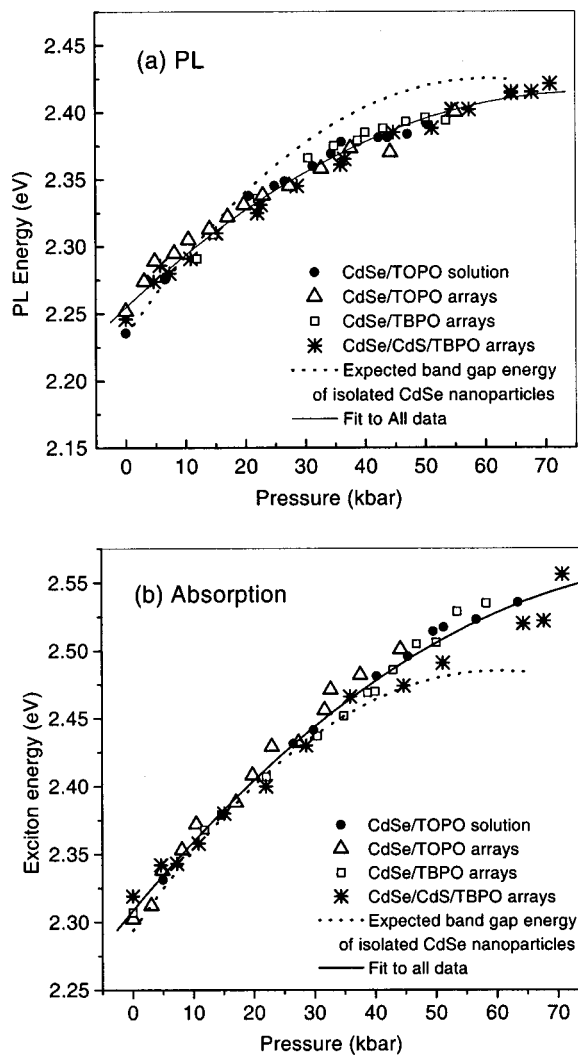 (a) PL
PL Energy (eV)
2.45
2.40
2.35
2.30
2.25
2.20
2.15
CdSe/TOPO solution
CdSe/TOPO arrays
CdSe/TBPO arrays
CdSe/CdS/TBPO arrays
Expected band gap energy
of isolated CdSe nanoparticles
Fit to All data
0 10 20 30 40 50 60 70
Pressure (kbar)
(b) Absorption
Exciton energy (eV)
2.55
2.50
2.45
2.40
2.35
2.30
2.25
CdSe/TOPO solution
CdSe/TOPO arrays
CdSe/TBPO arrays
CdSe/CdS/TBPO arrays
Expected band gap energy
of isolated CdSe nanoparticles
Fit to all data
0 10 20 30 40 50 60 70
Pressure (kbar)